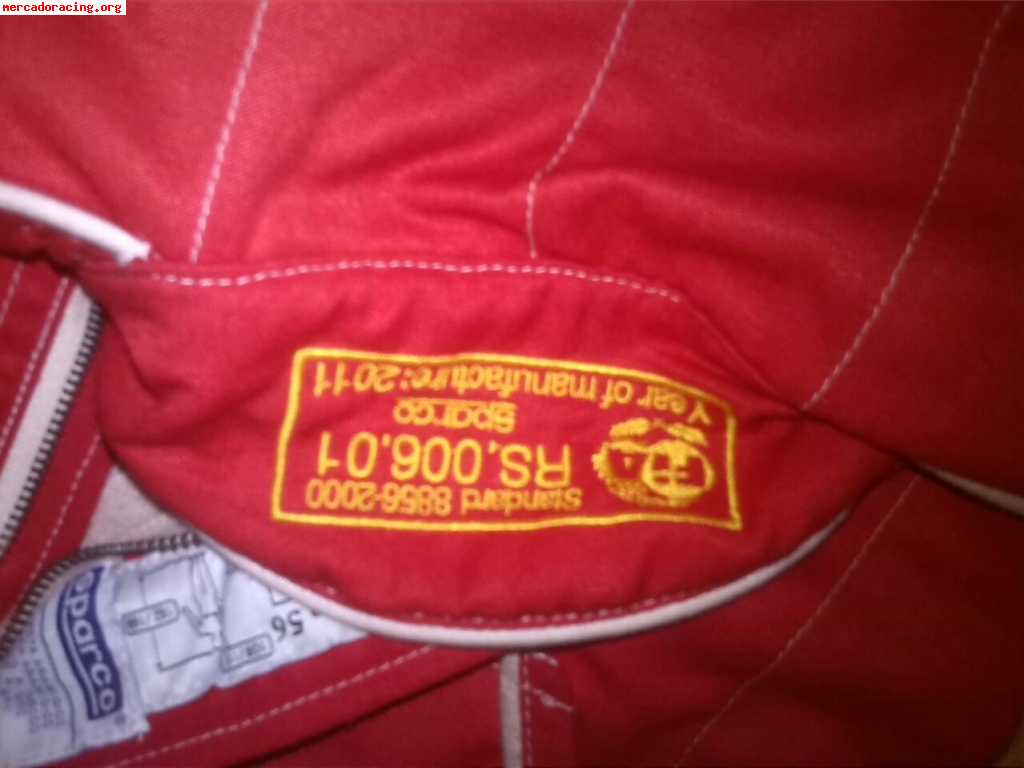 mercadoracing.org
Standard 8856-2000
RS.006.01
Sparco
Year of manufacture:2011
sparco
56